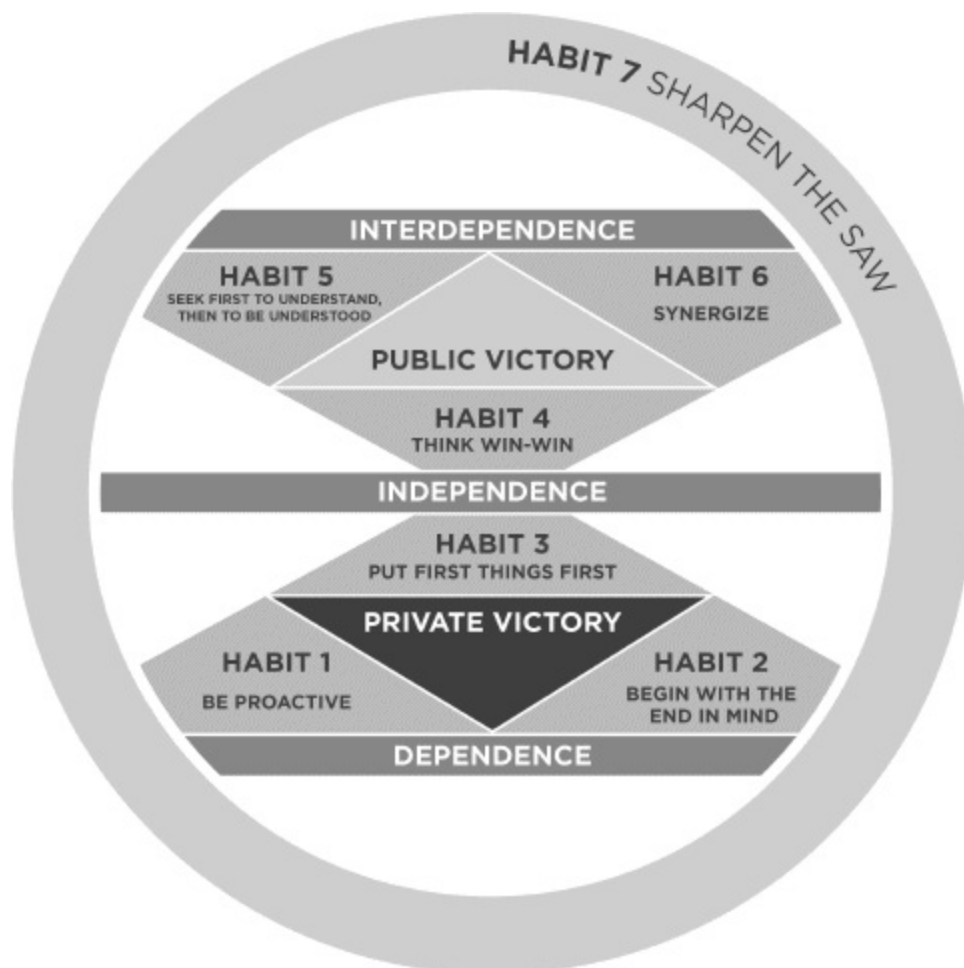 HABIT 7 SHARPEN THE SAW
INTERDEPENDENCE
HABIT 5
SEEK FIRST TO UNDERSTAND,
THEN TO BE UNDERSTOOD
HABIT 6
SYNERGIZE
PUBLIC VICTORY
HABIT 4
THINK WIN-WIN
INDEPENDENCE
HABIT 3
PUT FIRST THINGS FIRST
PRIVATE VICTORY
HABIT 1
BE PROACTIVE
HABIT 2
BEGIN WITH THE
END IN MIND
DEPENDENCE